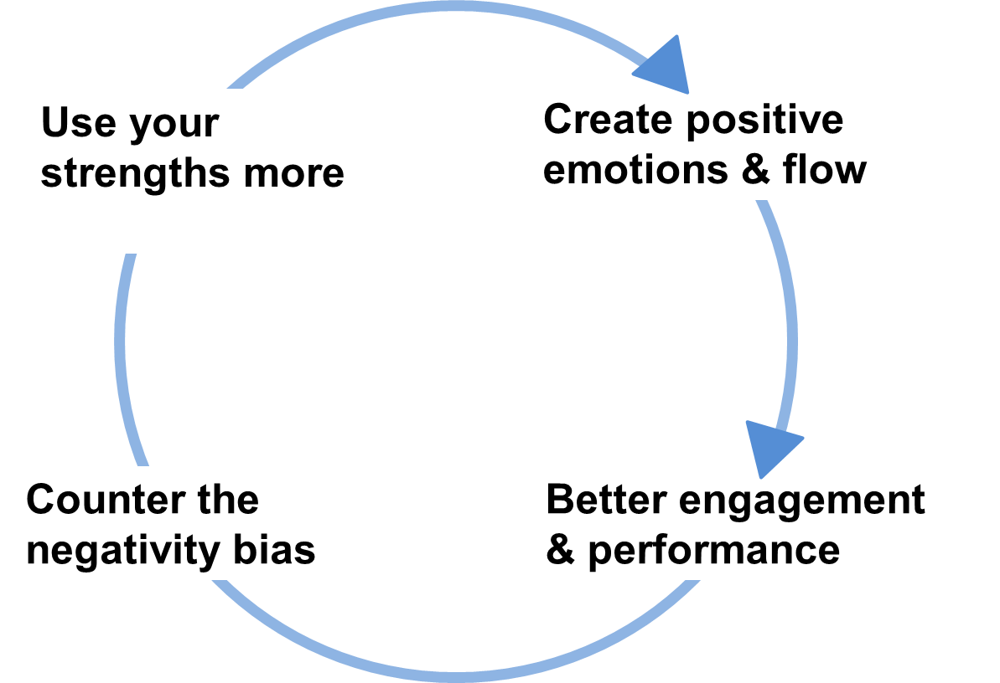 Use your
strengths more
Create positive
emotions & flow
Counter the
negativity bias
Better engagement
& performance